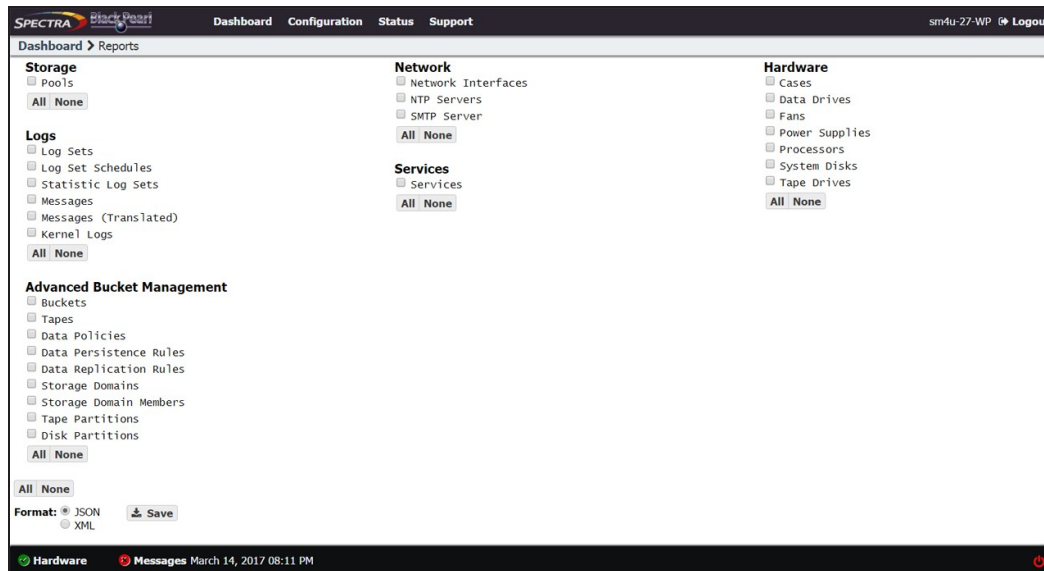 SPECTRA BlackPearl Dashboard Configuration Status Support sm4u-27-WP Logou
Dashboard > Reports
Storage
Pools
All None
Logs
Log Sets
Log Set Schedules
Statistic Log Sets
Messages
Messages (Translated)
Kernel Logs
All None
Advanced Bucket Management
Buckets
Tapes
Data Policies
Data Persistence Rules
Data Replication Rules
Storage Domains
Storage Domain Members
Tape Partitions
Disk Partitions
All None
Network
Network Interfaces
NTP Servers
SMTP Server
All None
Services
Services
All None
Hardware
Cases
Data Drives
Fans
Power Supplies
Processors
System Disks
Tape Drives
All None
All None
Format: JSON Save
XML
Hardware Messages March 14, 2017 08:11 PM